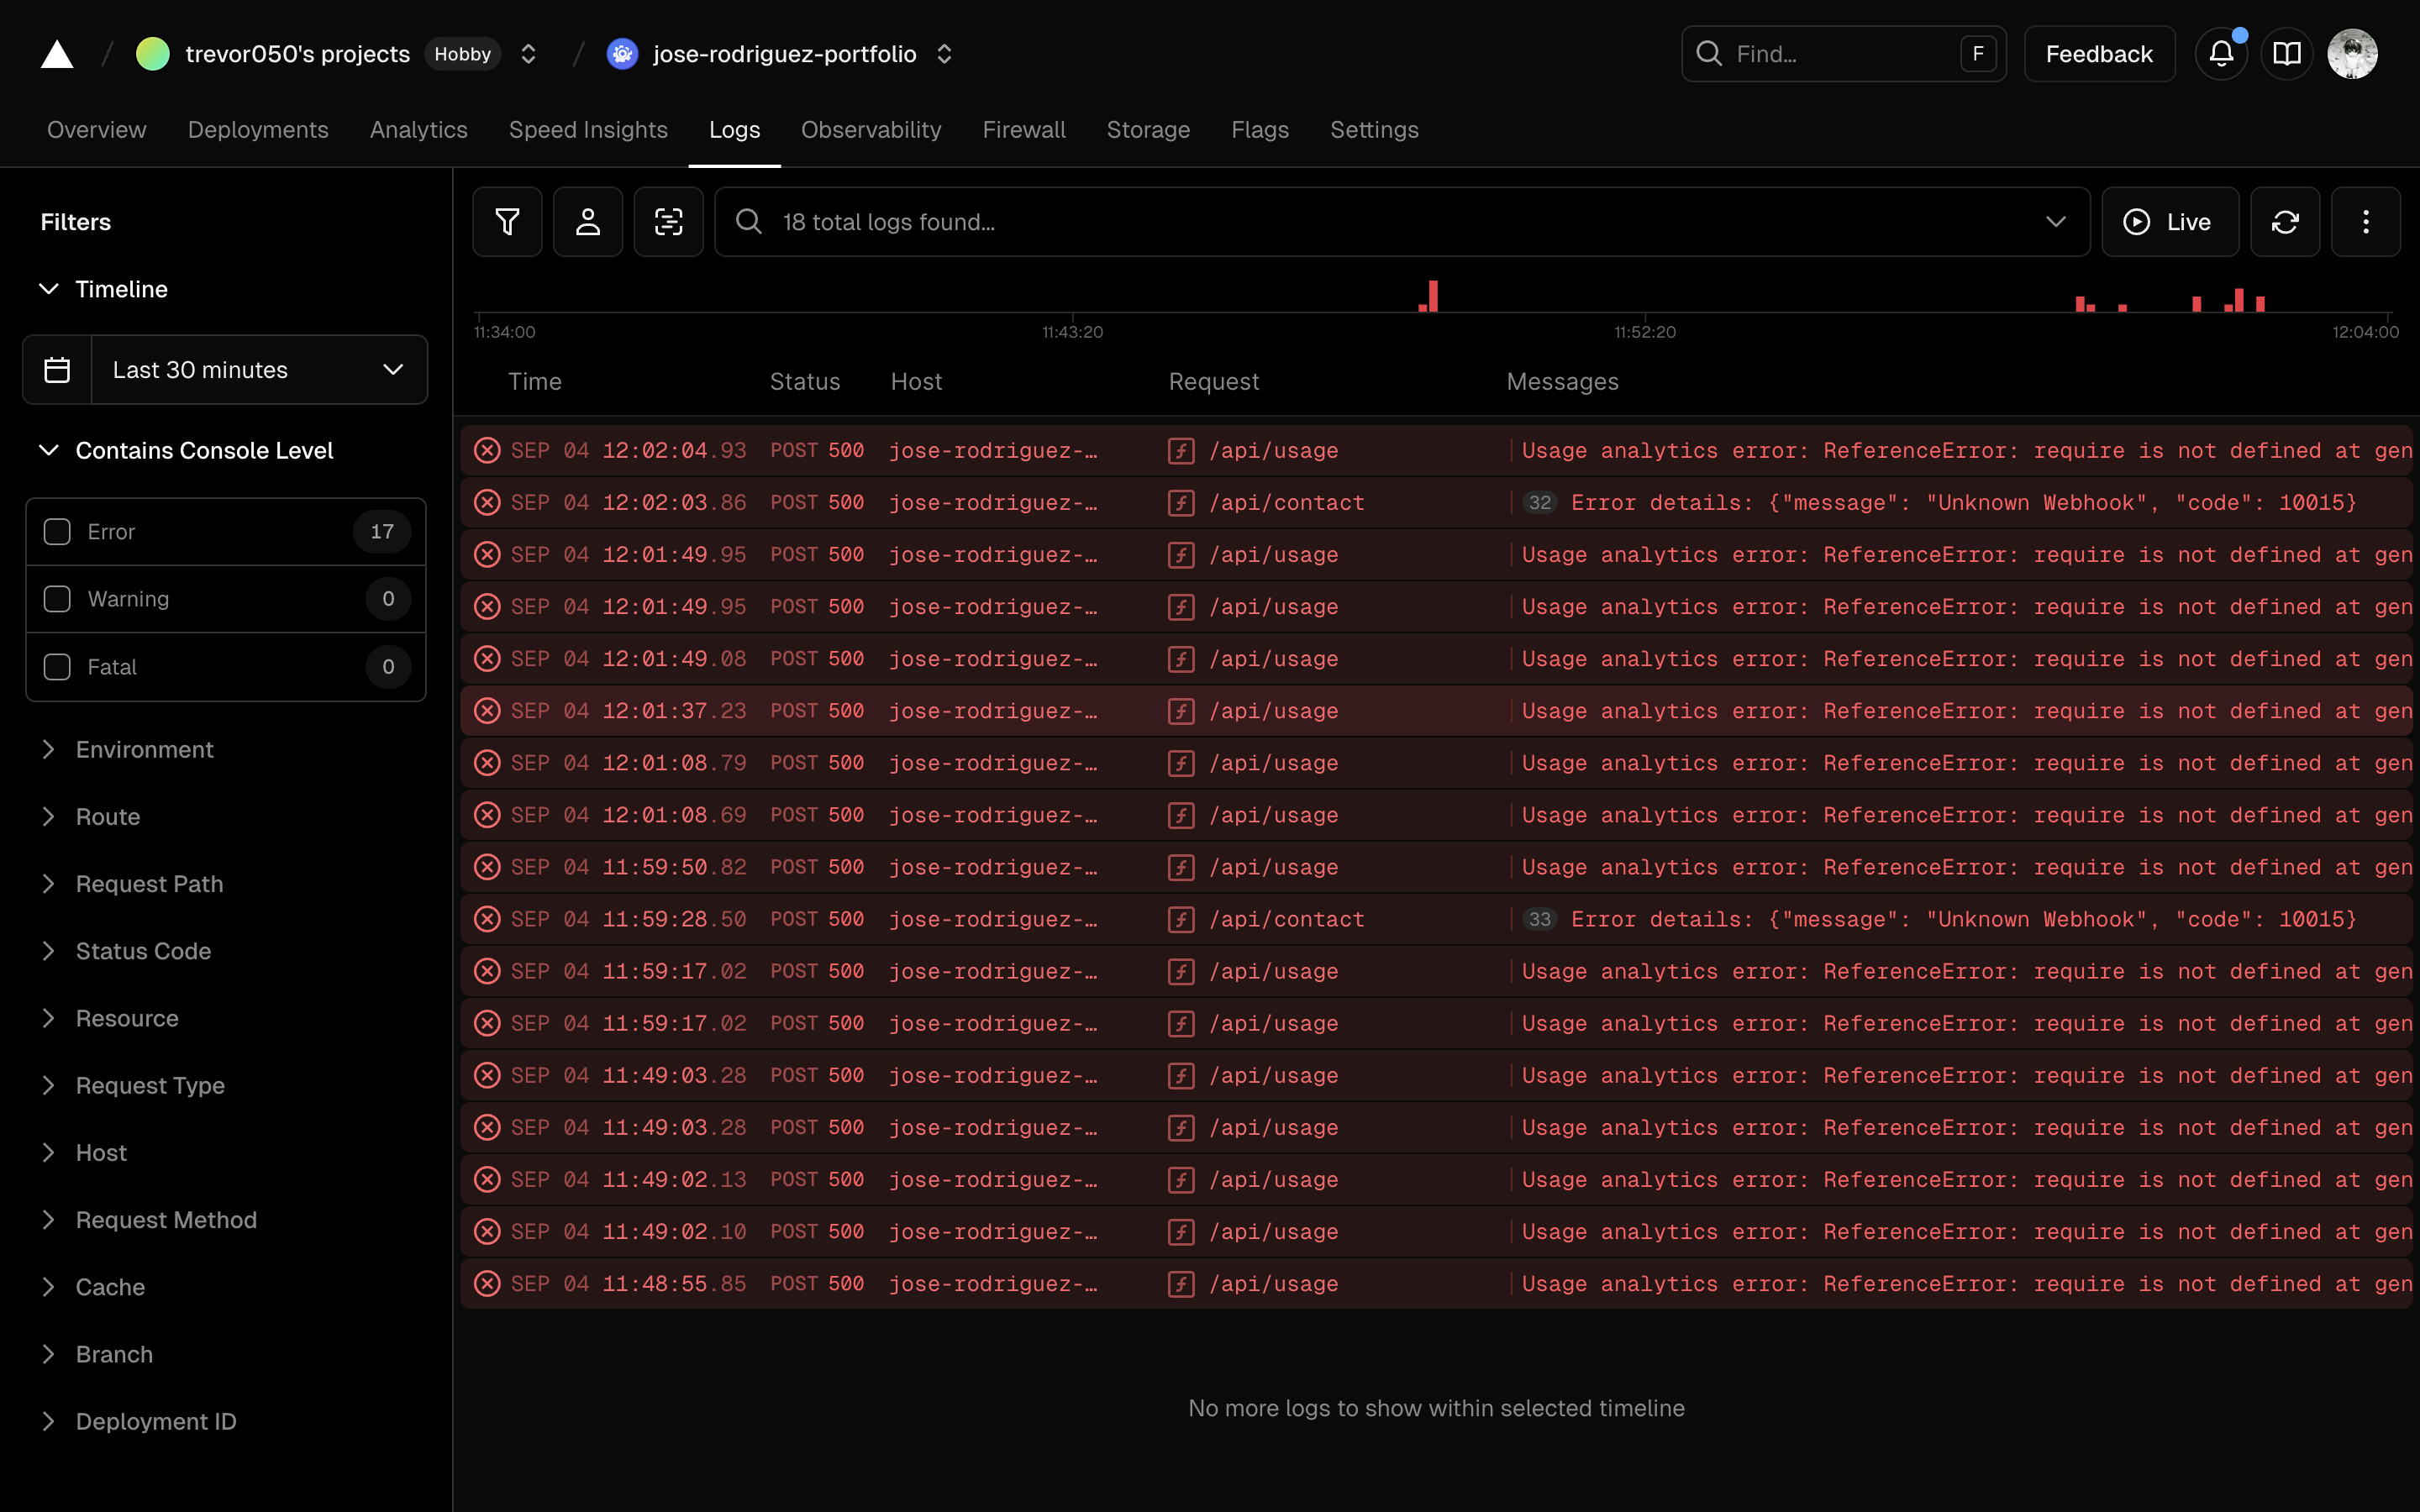 trevor050's projects Hobby jose-rodriguez-portfolio Find... F Feedback
Overview Deployments Analytics Speed Insights Logs Observability Firewall Storage Flags Settings
Filters
Timeline
Last 30 minutes
Contains Console Level
Error 17
Warning 0
Fatal 0
Environment
Route
Request Path
Status Code
Resource
Request Type
Host
Request Method
Cache
Branch
Deployment ID
18 total logs found... Live
11:34:00 11:43:20 11:52:20 12:04:00
Time Status Host Request Messages
SEP 04 12:02:04.93 POST 500 jose-rodriguez-… /api/usage Usage analytics error: ReferenceError: require is not defined at gen
SEP 04 12:02:03.86 POST 500 jose-rodriguez-… /api/contact 32 Error details: {"message": "Unknown Webhook", "code": 10015}
SEP 04 12:01:49.95 POST 500 jose-rodriguez-… /api/usage Usage analytics error: ReferenceError: require is not defined at gen
SEP 04 12:01:49.95 POST 500 jose-rodriguez-… /api/usage Usage analytics error: ReferenceError: require is not defined at gen
SEP 04 12:01:49.08 POST 500 jose-rodriguez-… /api/usage Usage analytics error: ReferenceError: require is not defined at gen
SEP 04 12:01:37.23 POST 500 jose-rodriguez-… /api/usage Usage analytics error: ReferenceError: require is not defined at gen
SEP 04 12:01:08.79 POST 500 jose-rodriguez-… /api/usage Usage analytics error: ReferenceError: require is not defined at gen
SEP 04 12:01:08.69 POST 500 jose-rodriguez-… /api/usage Usage analytics error: ReferenceError: require is not defined at gen
SEP 04 11:59:50.82 POST 500 jose-rodriguez-… /api/usage Usage analytics error: ReferenceError: require is not defined at gen
SEP 04 11:59:28.50 POST 500 jose-rodriguez-… /api/contact 33 Error details: {"message": "Unknown Webhook", "code": 10015}
SEP 04 11:59:17.02 POST 500 jose-rodriguez-… /api/usage Usage analytics error: ReferenceError: require is not defined at gen
SEP 04 11:59:17.02 POST 500 jose-rodriguez-… /api/usage Usage analytics error: ReferenceError: require is not defined at gen
SEP 04 11:49:03.28 POST 500 jose-rodriguez-… /api/usage Usage analytics error: ReferenceError: require is not defined at gen
SEP 04 11:49:03.28 POST 500 jose-rodriguez-… /api/usage Usage analytics error: ReferenceError: require is not defined at gen
SEP 04 11:49:02.13 POST 500 jose-rodriguez-… /api/usage Usage analytics error: ReferenceError: require is not defined at gen
SEP 04 11:49:02.10 POST 500 jose-rodriguez-… /api/usage Usage analytics error: ReferenceError: require is not defined at gen
SEP 04 11:48:55.85 POST 500 jose-rodriguez-… /api/usage Usage analytics error: ReferenceError: require is not defined at gen
No more logs to show within selected timeline